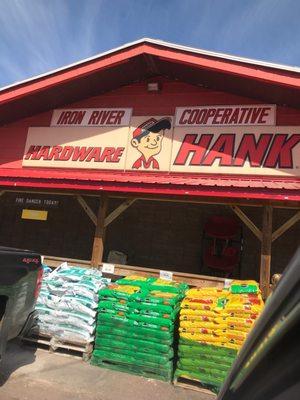 IRON RIVER
COOPERATIVE
HARDWARE
HANK
FIRE DANGER TODAY